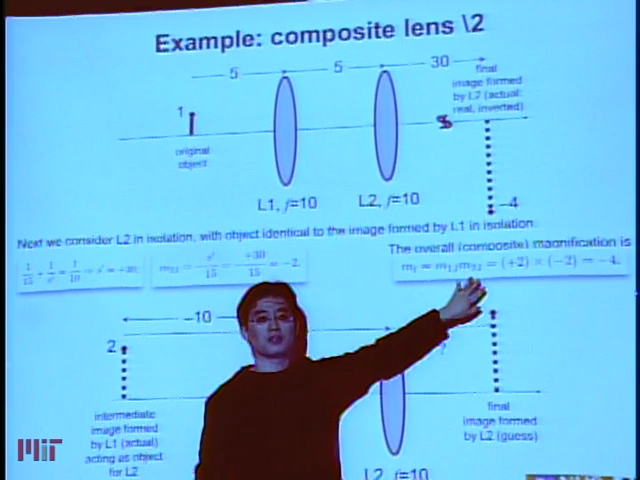 Example: composite lens \2
5
5
30
final
image formed
by L2 (actual:
real, inverted)
1
original
object
L1, f=10
L2, f=10
–4
Next we consider L2 in isolation, with object identical to the image formed by L1 in isolation.
1/15 + 1/s' = 1/10 ⇒ s' = +30.
= – s'/15 = – +30/15 = –2.
The overall (composite) magnification is
= (+2) × (–2) = –4.
–10
2
?
intermediate
image formed
by L1 (actual)
acting as object
for L2
final
image formed
by L2 (guess)
L2, f=10
MIT